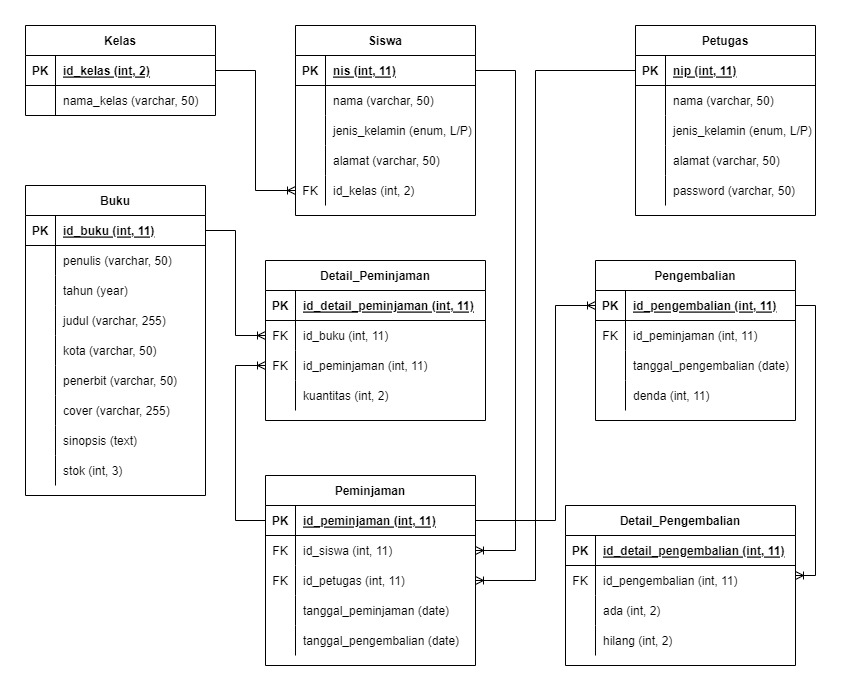 Kelas
PK id_kelas (int, 2)
nama_kelas (varchar, 50)
Siswa
PK nis (int, 11)
nama (varchar, 50)
jenis_kelamin (enum, L/P)
alamat (varchar, 50)
FK id_kelas (int, 2)
Petugas
PK nip (int, 11)
nama (varchar, 50)
jenis_kelamin (enum, L/P)
alamat (varchar, 50)
password (varchar, 50)
Buku
PK id_buku (int, 11)
penulis (varchar, 50)
tahun (year)
judul (varchar, 255)
kota (varchar, 50)
penerbit (varchar, 50)
cover (varchar, 255)
sinopsis (text)
stok (int, 3)
Detail_Peminjaman
PK id_detail_peminjaman (int, 11)
FK id_buku (int, 11)
FK id_peminjaman (int, 11)
kuantitas (int, 2)
Pengembalian
PK id_pengembalian (int, 11)
FK id_peminjaman (int, 11)
tanggal_pengembalian (date)
denda (int, 11)
Peminjaman
PK id_peminjaman (int, 11)
FK id_siswa (int, 11)
FK id_petugas (int, 11)
tanggal_peminjaman (date)
tanggal_pengembalian (date)
Detail_Pengembalian
PK id_detail_pengembalian (int, 11)
FK id_pengembalian (int, 11)
ada (int, 2)
hilang (int, 2)